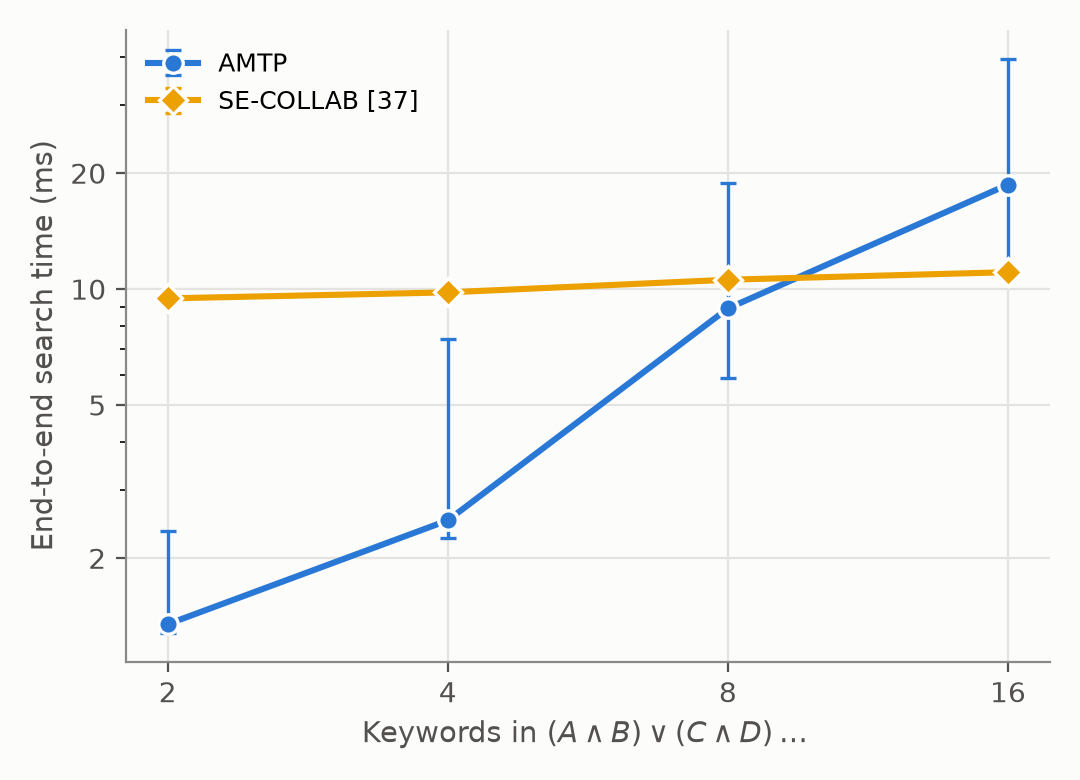 AMTP
SE-COLLAB [37]
End-to-end search time (ms)
20
10
5
2
2 4 8 16
Keywords in (A ∧ B) ∨ (C ∧ D) ...